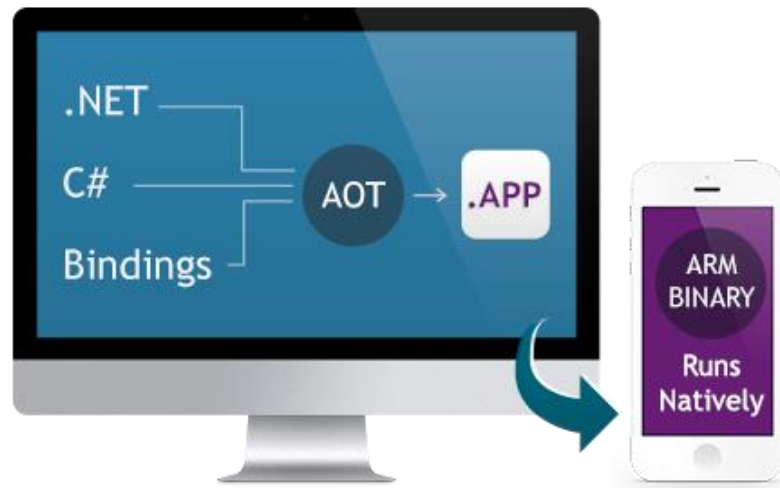 .NET
C#
Bindings
AOT
.APP
ARM
BINARY
Runs
Natively